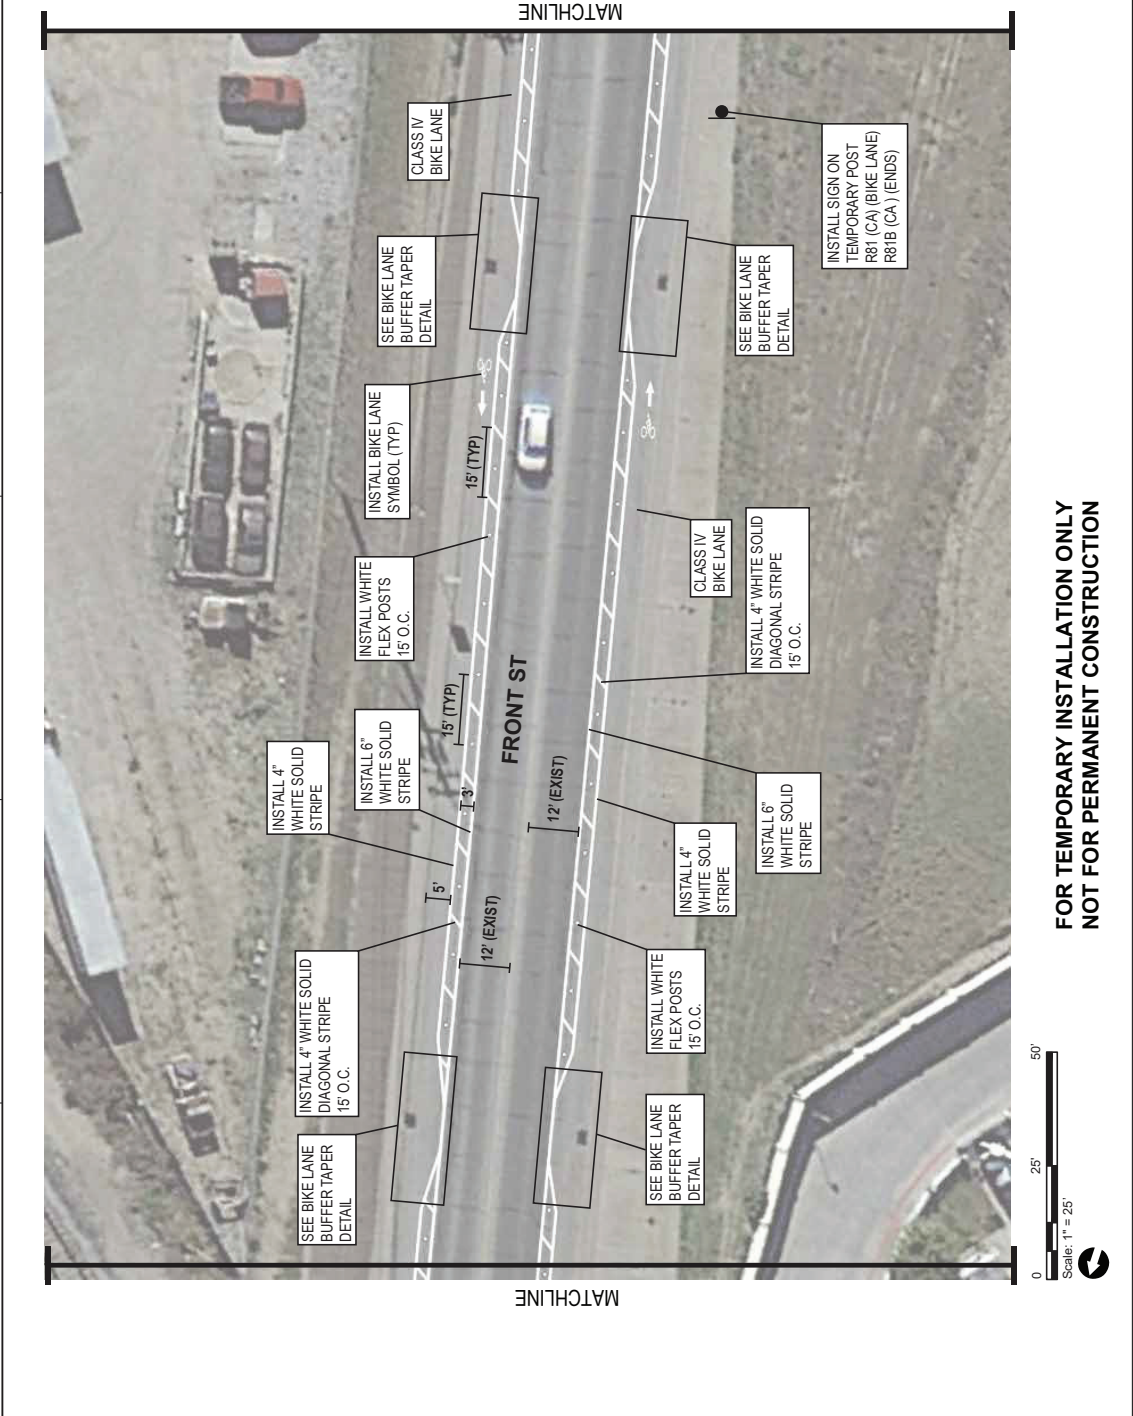 MATCHLINE
CLASS IV
BIKE LANE
SEE BIKE LANE
BUFFER TAPER
DETAIL
INSTALL BIKE LANE
SYMBOL (TYP)
15' (TYP)
INSTALL WHITE
FLEX POSTS
15' O.C.
15' (TYP)
INSTALL 6"
WHITE SOLID
STRIPE
INSTALL 4"
WHITE SOLID
STRIPE
3'
5'
12' (EXIST)
INSTALL 4" WHITE SOLID
DIAGONAL STRIPE
15' O.C.
SEE BIKE LANE
BUFFER TAPER
DETAIL
FRONT ST
12' (EXIST)
INSTALL SIGN ON
TEMPORARY POST
R81 (CA) (BIKE LANE)
R81B (CA ) (ENDS)
SEE BIKE LANE
BUFFER TAPER
DETAIL
CLASS IV
BIKE LANE
INSTALL 4" WHITE SOLID
DIAGONAL STRIPE
15' O.C.
INSTALL 6"
WHITE SOLID
STRIPE
INSTALL 4"
WHITE SOLID
STRIPE
INSTALL WHITE
FLEX POSTS
15' O.C.
SEE BIKE LANE
BUFFER TAPER
DETAIL
MATCHLINE
0
25'
50'
Scale: 1" = 25'
FOR TEMPORARY INSTALLATION ONLY
NOT FOR PERMANENT CONSTRUCTION